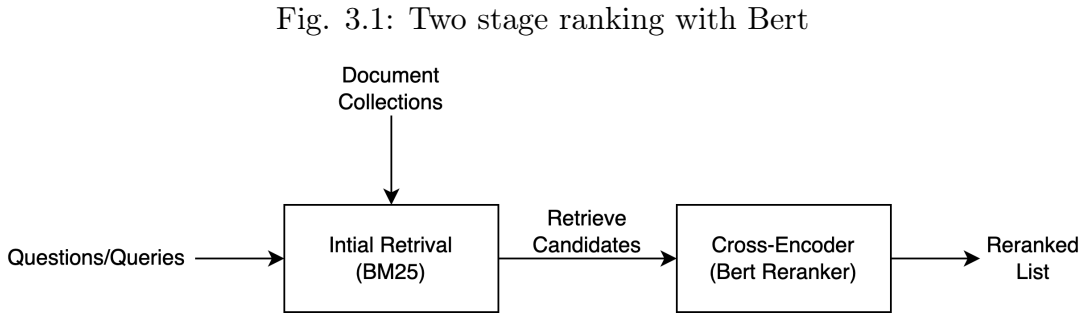 Fig. 3.1: Two stage ranking with Bert
Document
Collections
Questions/Queries
Intial Retrival
(BM25)
Retrieve
Candidates
Cross-Encoder
(Bert Reranker)
Reranked
List